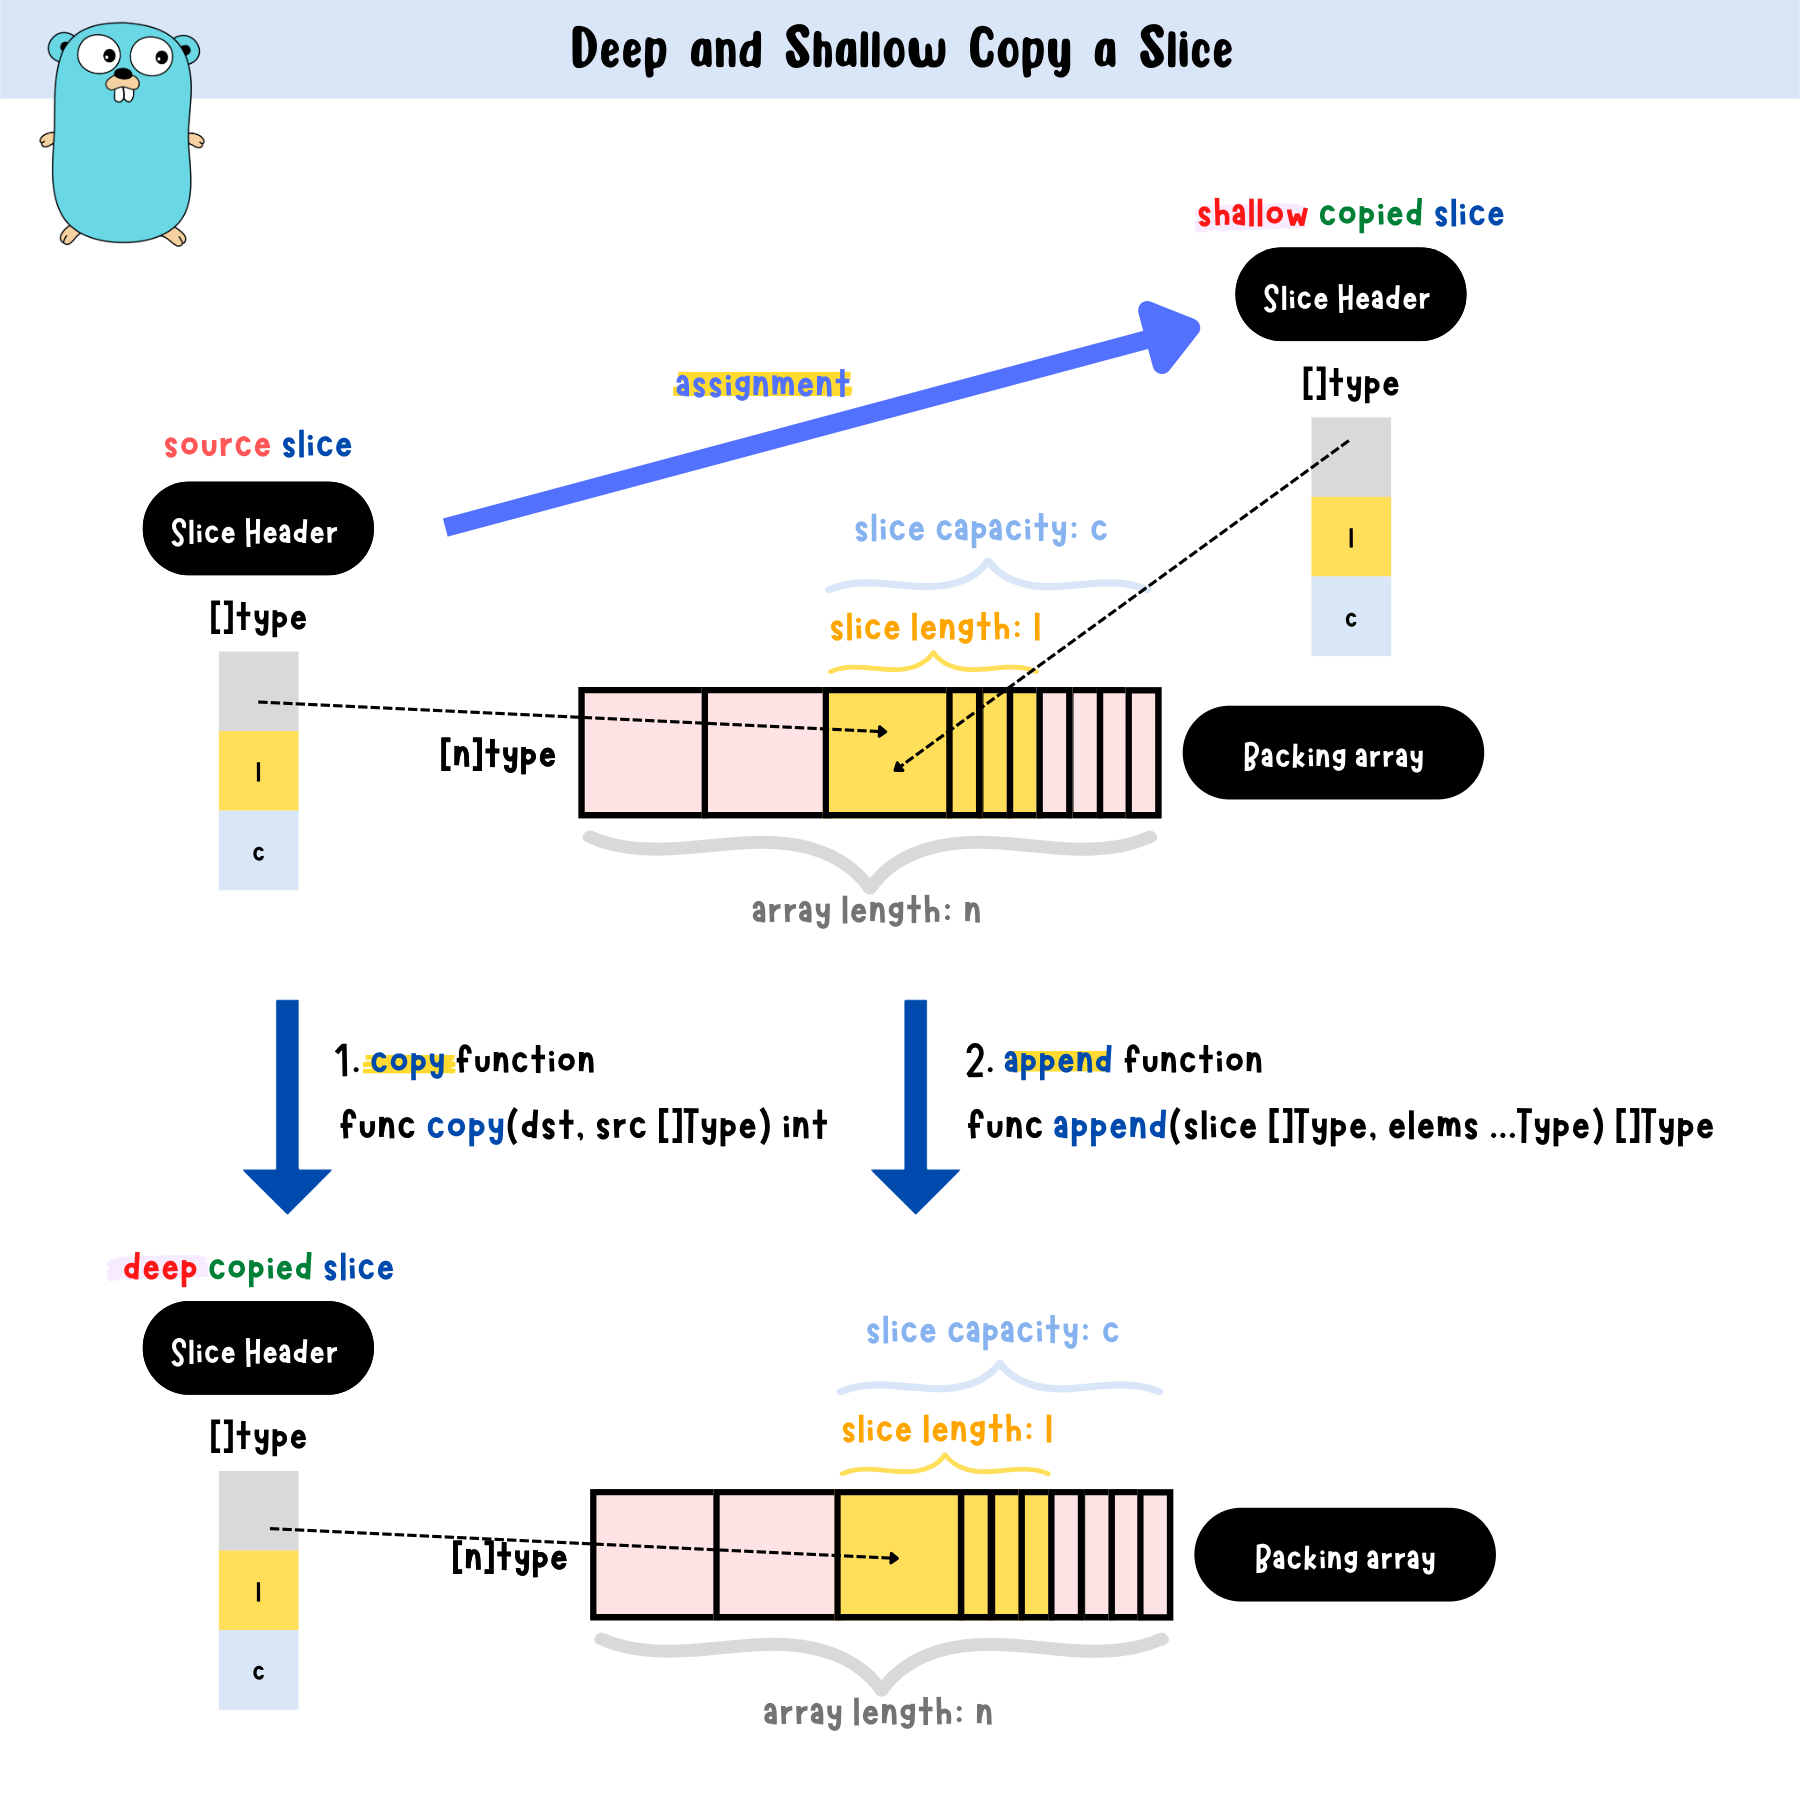 Deep and Shallow Copy a Slice
shallow copied slice
Slice Header
[]type
l
c
assignment
source slice
Slice Header
[]type
l
c
slice capacity: c
slice length: l
[n]type
Backing array
array length: n
1. copy function
func copy(dst, src []Type) int
2. append function
func append(slice []Type, elems ...Type) []Type
deep copied slice
Slice Header
[]type
l
c
slice capacity: c
slice length: l
[n]type
Backing array
array length: n